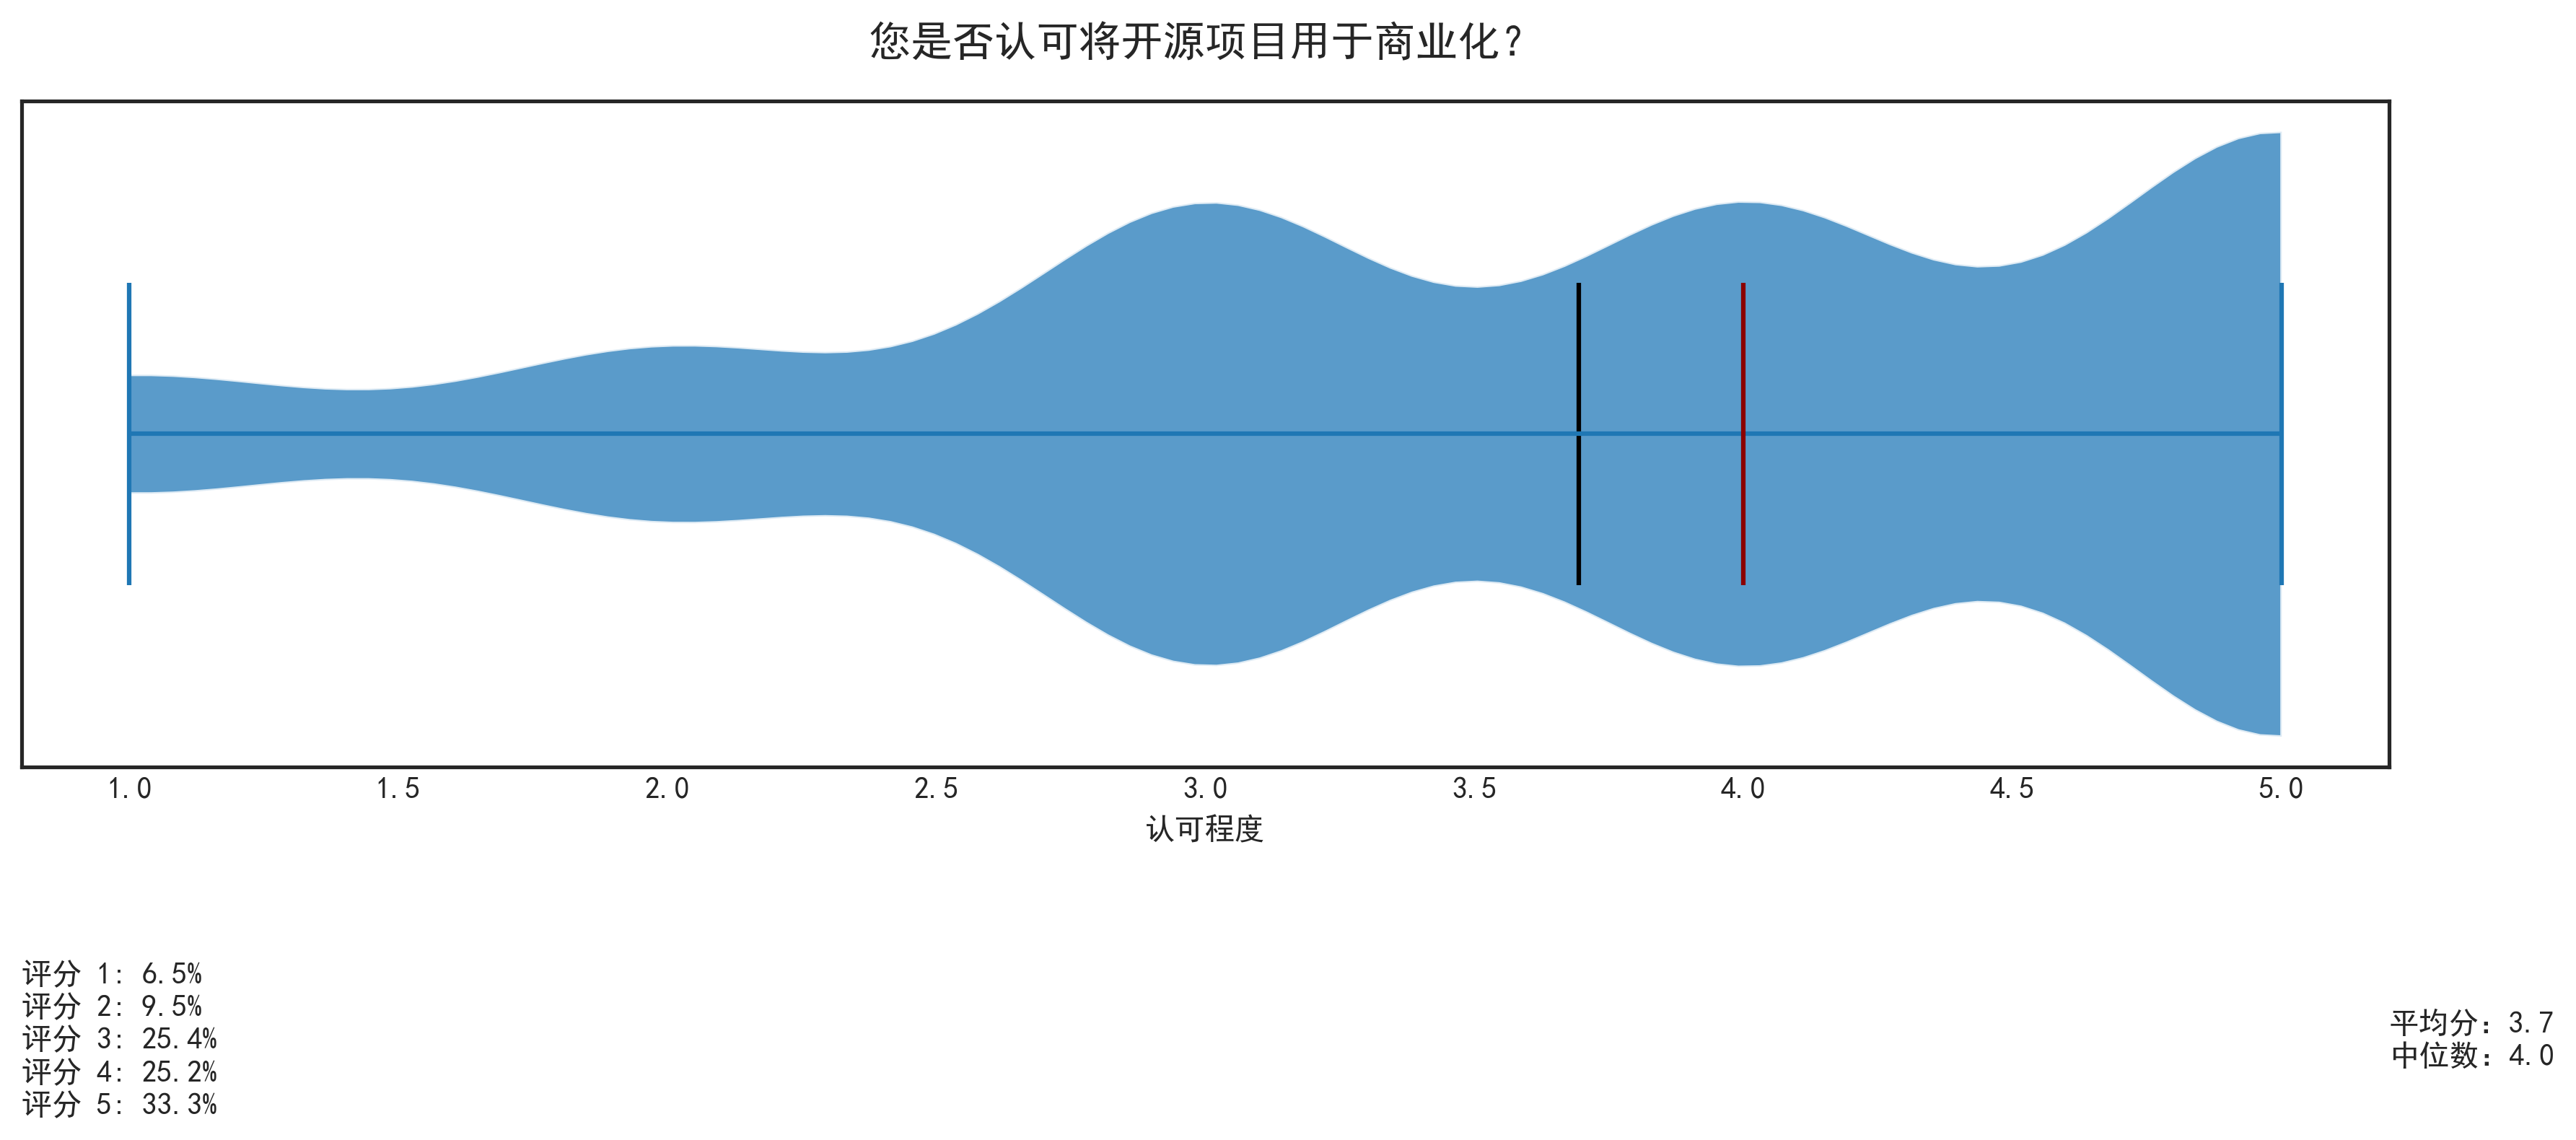 您是否认可将开源项目用于商业化？
1.0 1.5 2.0 2.5 3.0 3.5 4.0 4.5 5.0
认可程度
评分 1: 6.5%
评分 2: 9.5%
评分 3: 25.4%
评分 4: 25.2%
评分 5: 33.3%
平均分：3.7
中位数：4.0